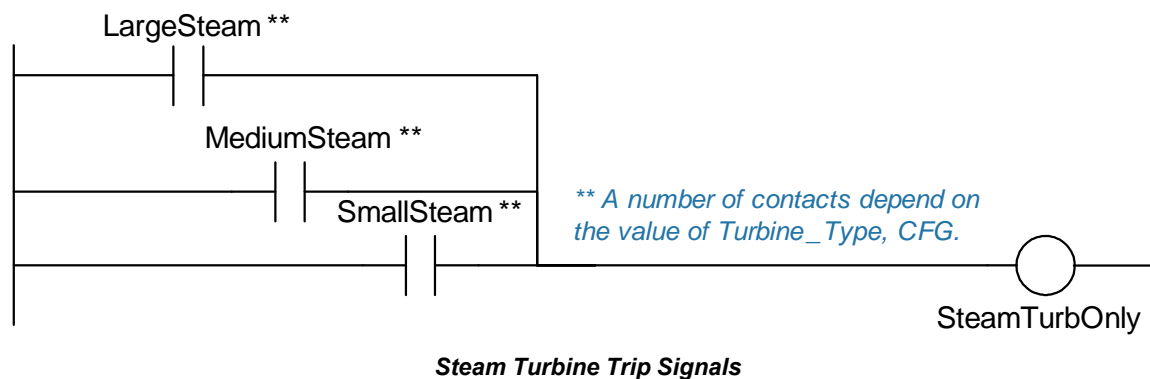 LargeSteam **
MediumSteam **
SmallSteam **
** A number of contacts depend on
the value of Turbine_Type, CFG.
SteamTurbOnly
Steam Turbine Trip Signals